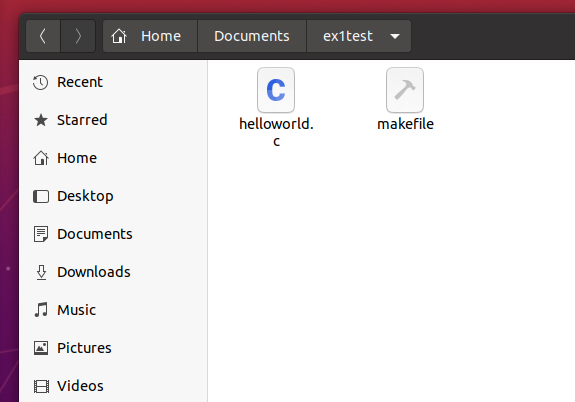 Home Documents ex1test
Recent
Starred
Home
Desktop
Documents
Downloads
Music
Pictures
Videos
C
helloworld.
c
makefile